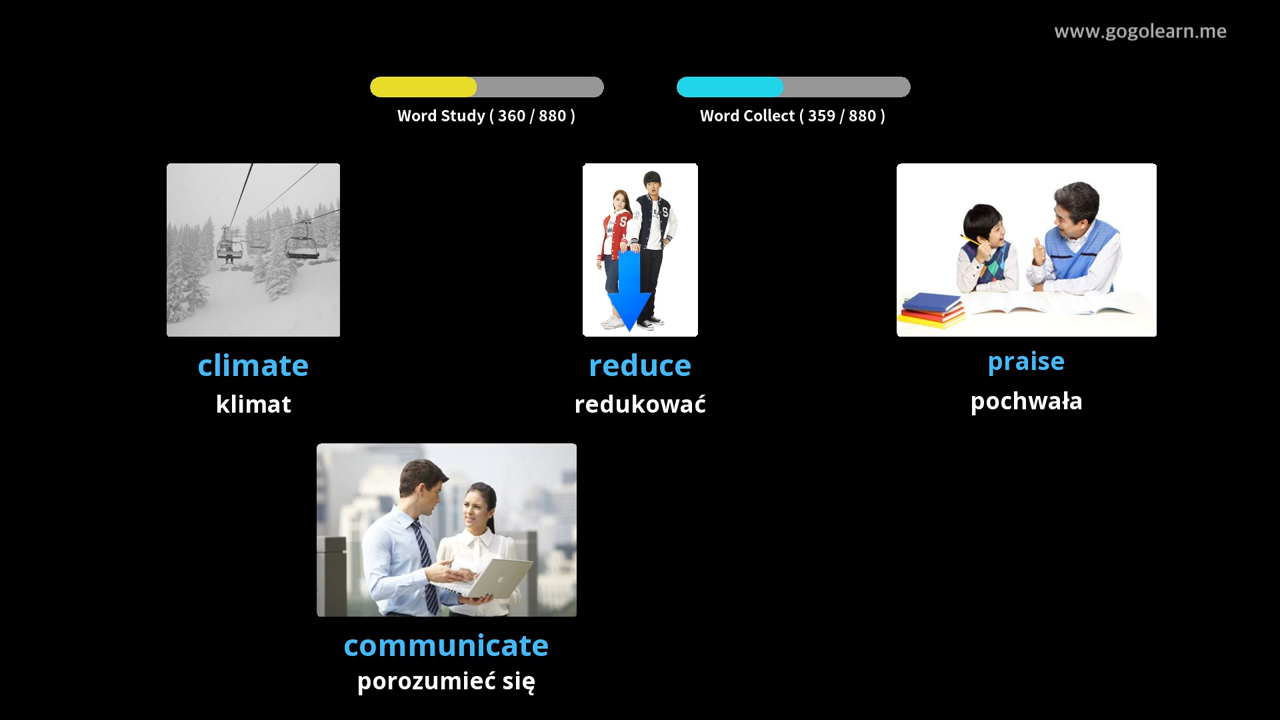 www.gogolearn.me
Word Study ( 360 / 880 )
Word Collect ( 359 / 880 )
climate
klimat
reduce
redukować
praise
pochwała
communicate
porozumieć się